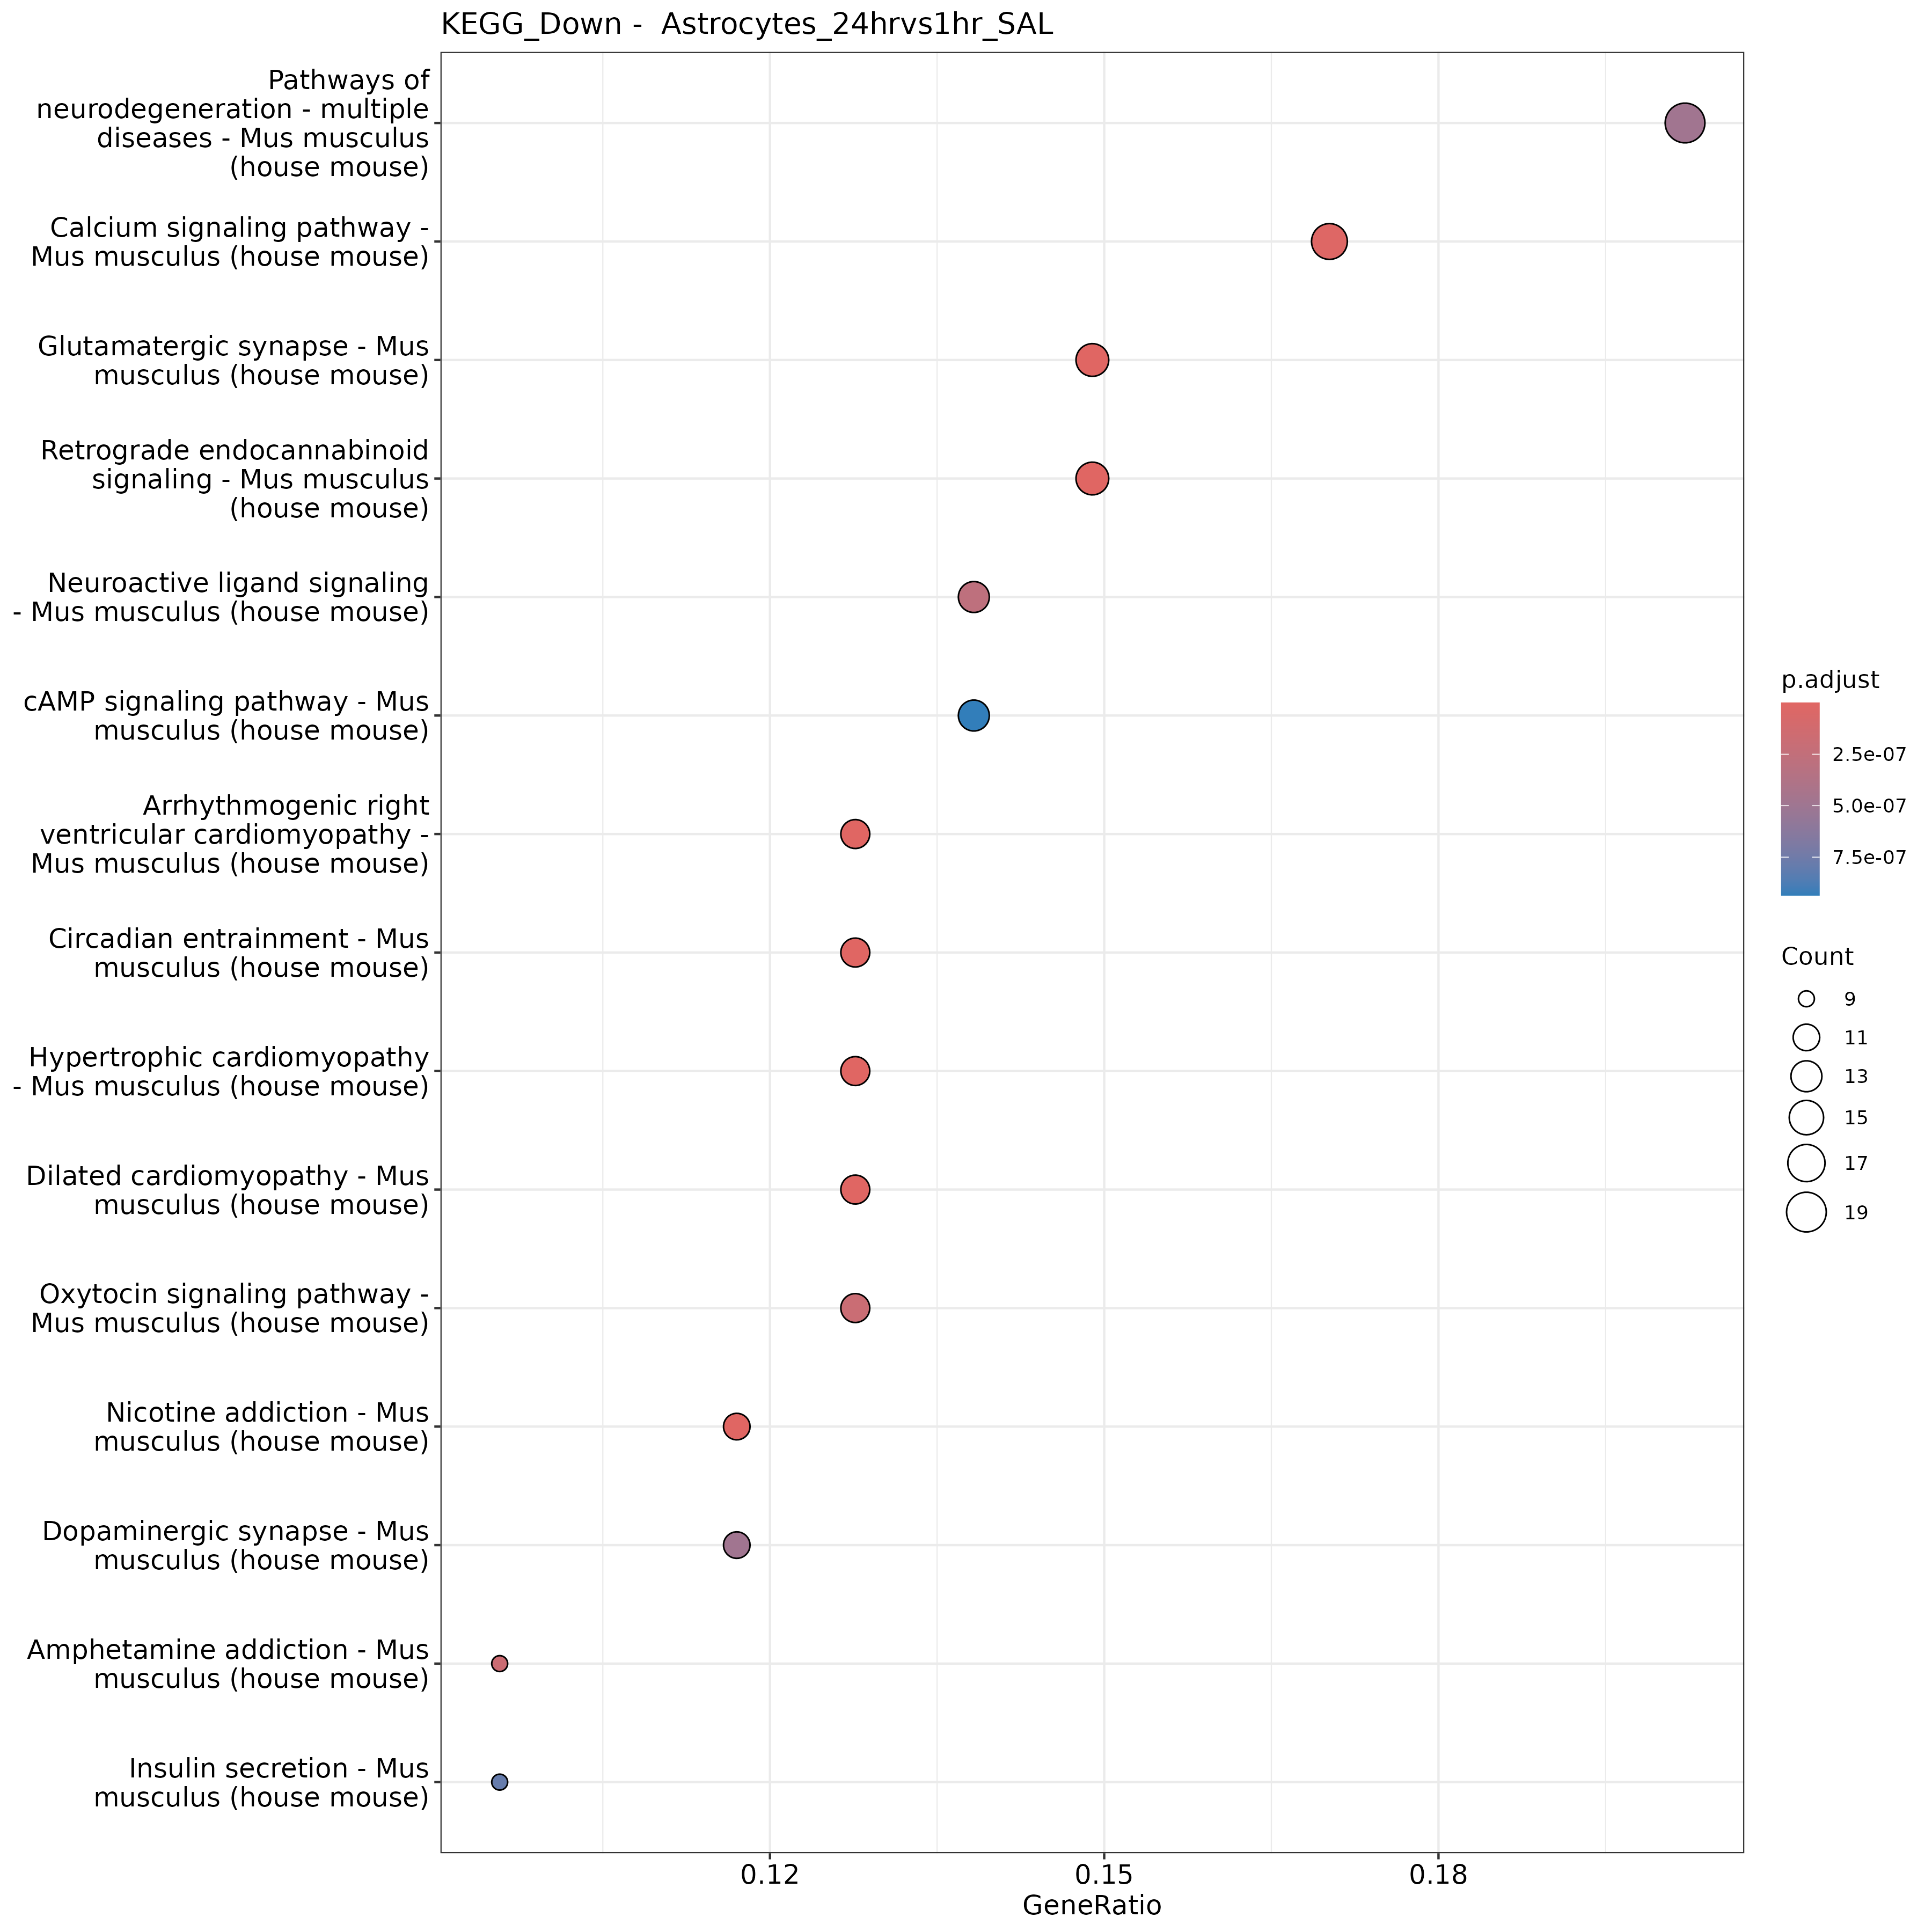 KEGG_Down -  Astrocytes_24hrvs1hr_SAL
Pathways of
neurodegeneration - multiple
diseases - Mus musculus
(house mouse)
Calcium signaling pathway -
Mus musculus (house mouse)
Glutamatergic synapse - Mus
musculus (house mouse)
Retrograde endocannabinoid
signaling - Mus musculus
(house mouse)
Neuroactive ligand signaling
- Mus musculus (house mouse)
cAMP signaling pathway - Mus
musculus (house mouse)
Arrhythmogenic right
ventricular cardiomyopathy -
Mus musculus (house mouse)
Circadian entrainment - Mus
musculus (house mouse)
Hypertrophic cardiomyopathy
- Mus musculus (house mouse)
Dilated cardiomyopathy - Mus
musculus (house mouse)
Oxytocin signaling pathway -
Mus musculus (house mouse)
Nicotine addiction - Mus
musculus (house mouse)
Dopaminergic synapse - Mus
musculus (house mouse)
Amphetamine addiction - Mus
musculus (house mouse)
Insulin secretion - Mus
musculus (house mouse)
0.12
0.15
0.18
GeneRatio
p.adjust
2.5e-07
5.0e-07
7.5e-07
Count
9
11
13
15
17
19